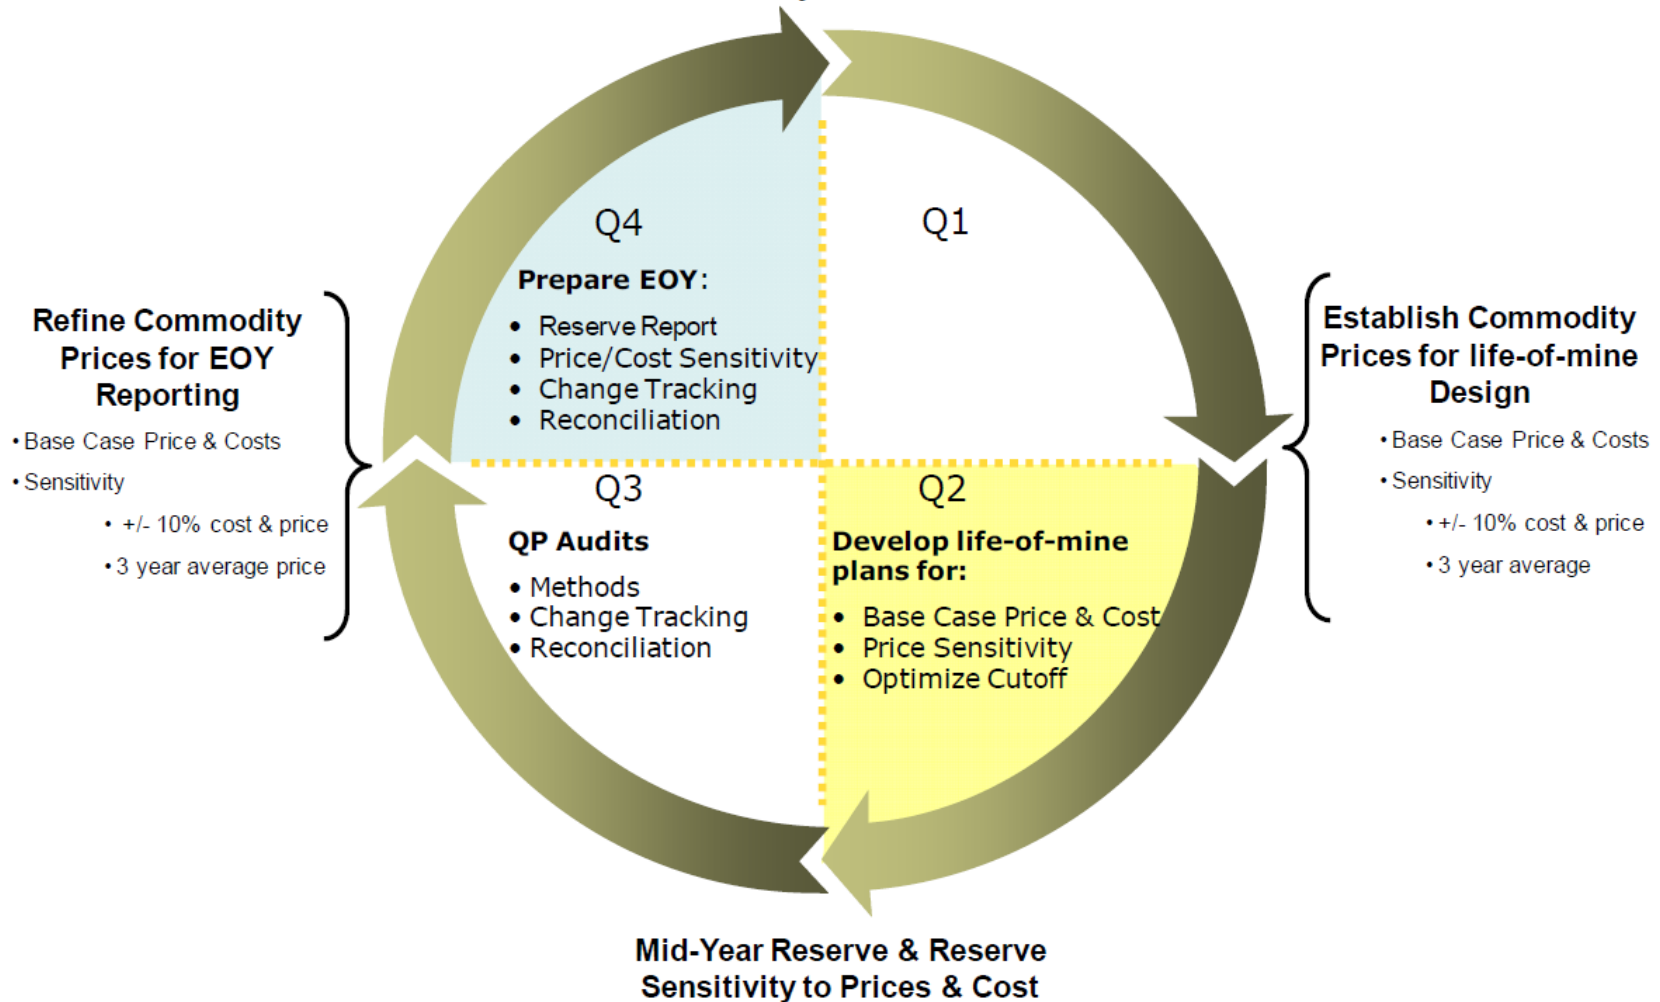 Q4
Prepare EOY:
• Reserve Report
• Price/Cost Sensitivity
• Change Tracking
• Reconciliation
Q1
Refine Commodity
Prices for EOY
Reporting
• Base Case Price & Costs
• Sensitivity
• +/- 10% cost & price
• 3 year average price
Establish Commodity
Prices for life-of-mine
Design
• Base Case Price & Costs
• Sensitivity
• +/- 10% cost & price
• 3 year average
Q3
QP Audits
• Methods
• Change Tracking
• Reconciliation
Q2
Develop life-of-mine
plans for:
• Base Case Price & Cost
• Price Sensitivity
• Optimize Cutoff
Mid-Year Reserve & Reserve
Sensitivity to Prices & Cost